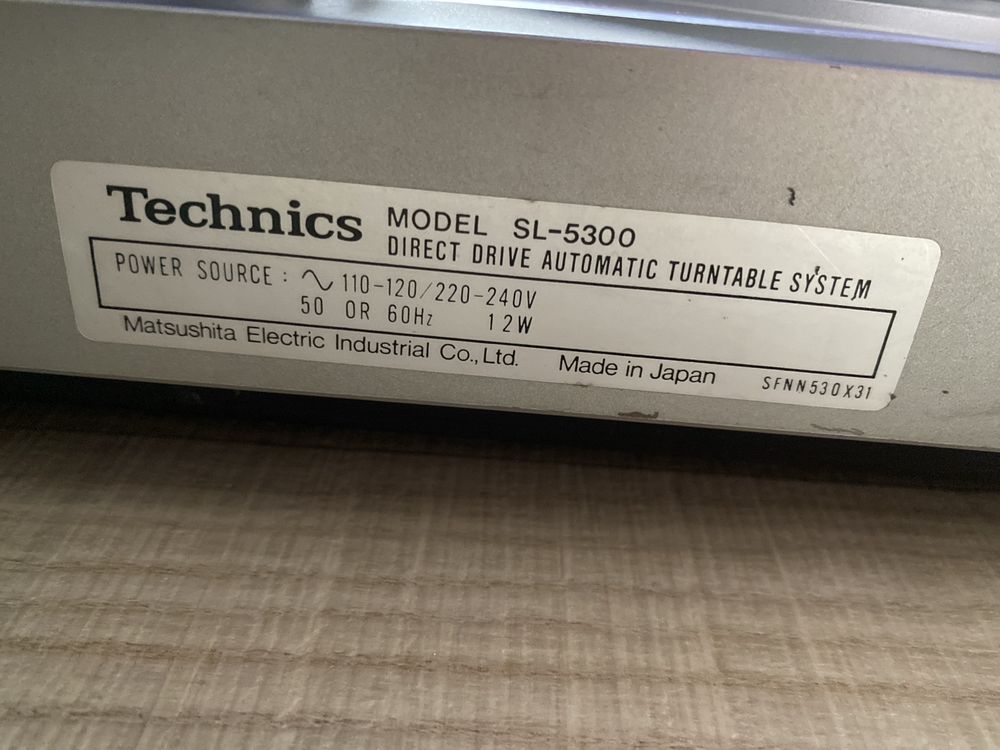 Technics MODEL SL-5300
DIRECT DRIVE AUTOMATIC TURNTABLE SYSTEM
POWER SOURCE : ∿ 110-120/220-240V
50 OR 60Hz 12W
Matsushita Electric Industrial Co., Ltd. Made in Japan SFNN530X31